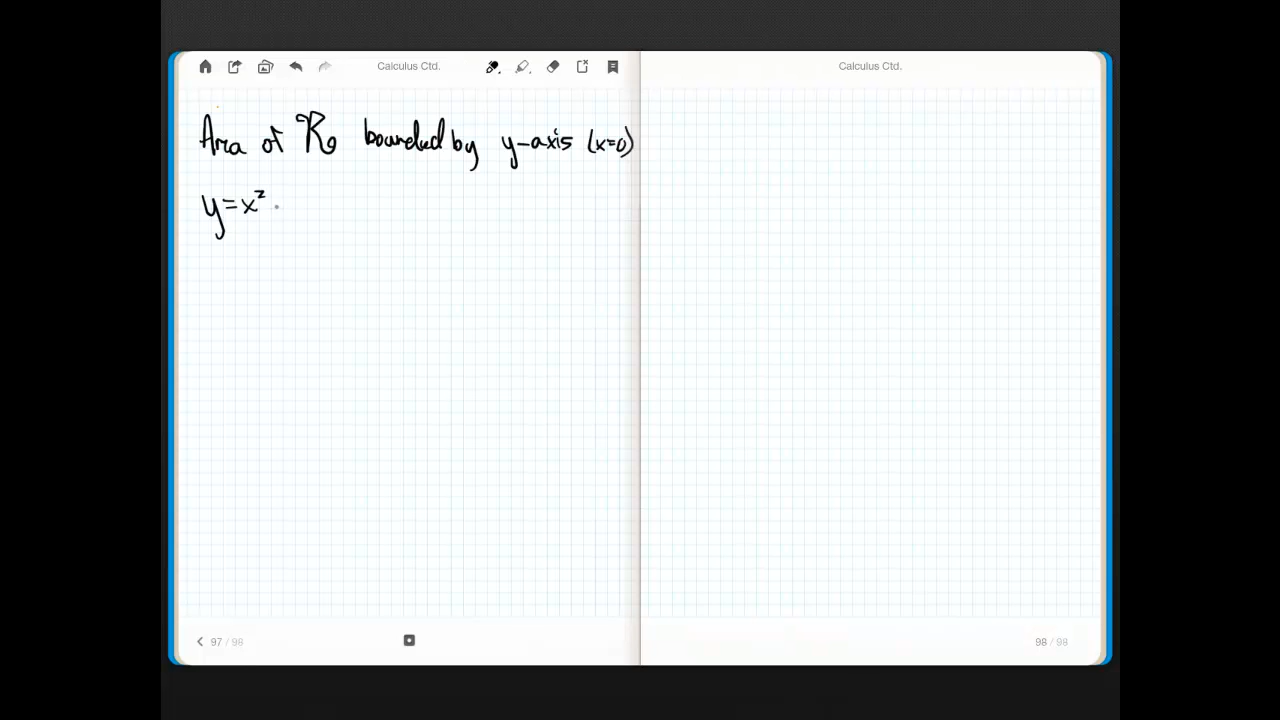 Calculus Ctd.
Calculus Ctd.
Area of R bounded by y-axis (x=0)
y=x²
97 / 98
98 / 98